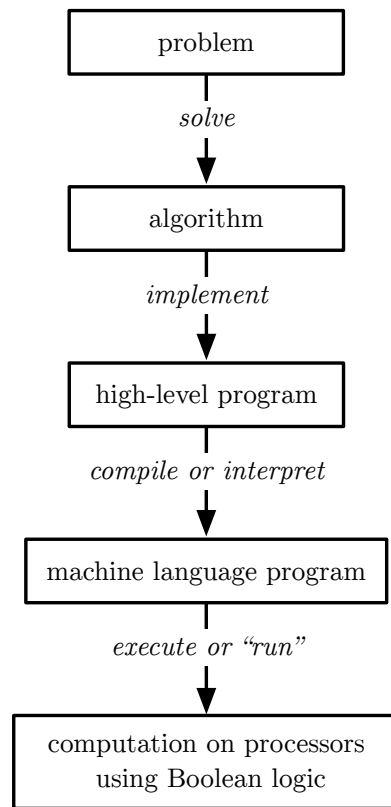 problem
solve
algorithm
implement
high-level program
compile or interpret
machine language program
execute or “run”
computation on processors
using Boolean logic